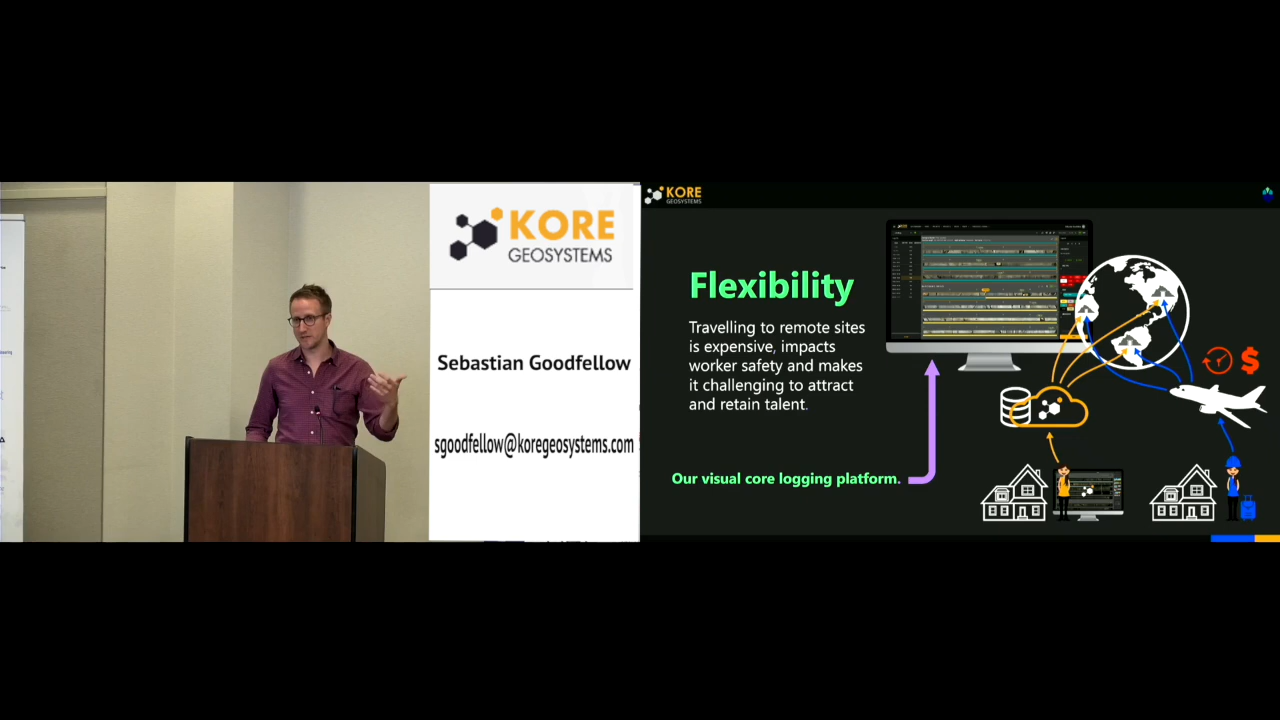 KORE
GEOSYSTEMS
Sebastian Goodfellow
sgoodfellow@koregeosystems.com
KORE
GEOSYSTEMS
Flexibility
Travelling to remote sites
is expensive, impacts
worker safety and makes
it challenging to attract
and retain talent.
Our visual core logging platform.
$